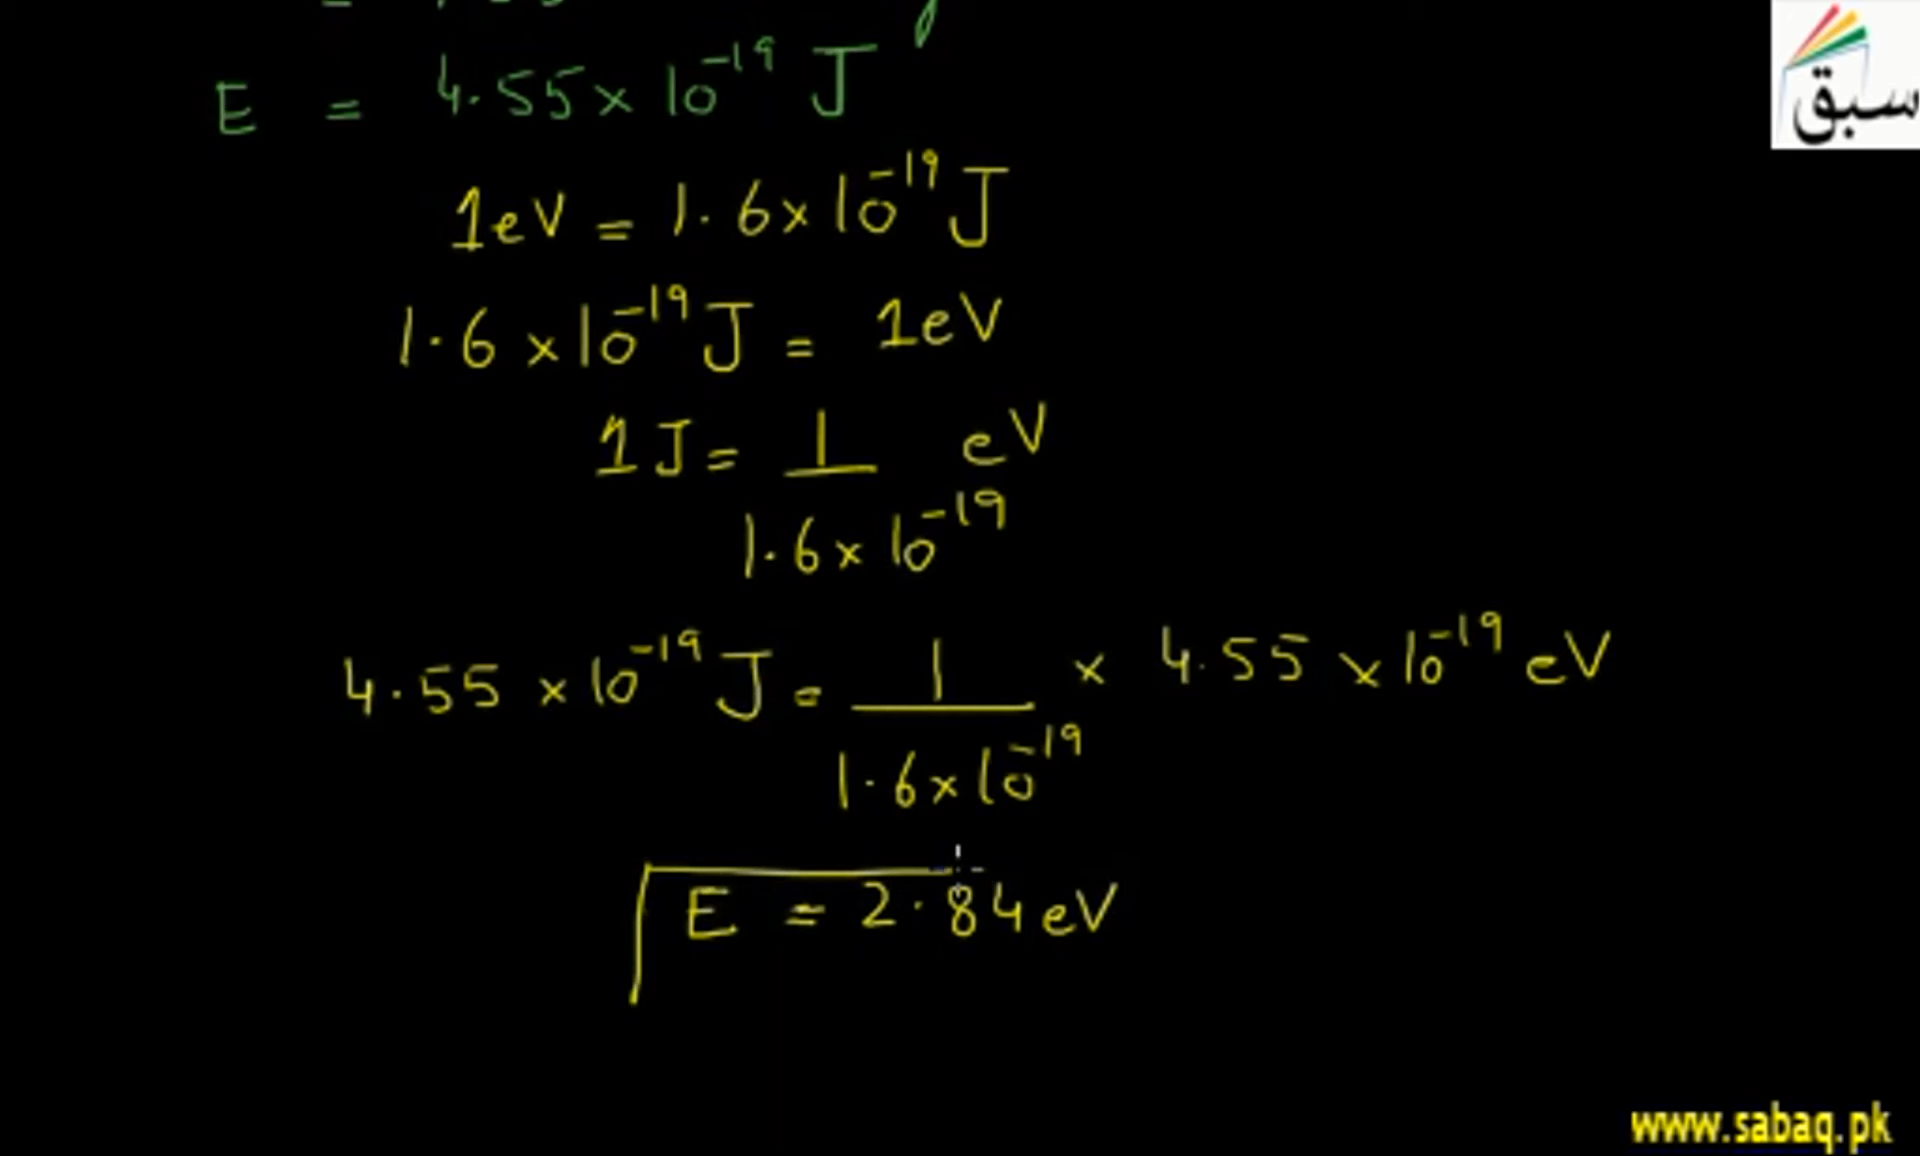 E = 4.55 × 10⁻¹⁹ J
سبق
1eV = 1.6 × 10⁻¹⁹ J
1.6 × 10⁻¹⁹ J = 1eV
1J = 1 / 1.6 × 10⁻¹⁹ eV
4.55 × 10⁻¹⁹ J = 1 / 1.6 × 10⁻¹⁹ × 4.55 × 10⁻¹⁹ eV
E = 2.84 eV
www.sabaq.pk